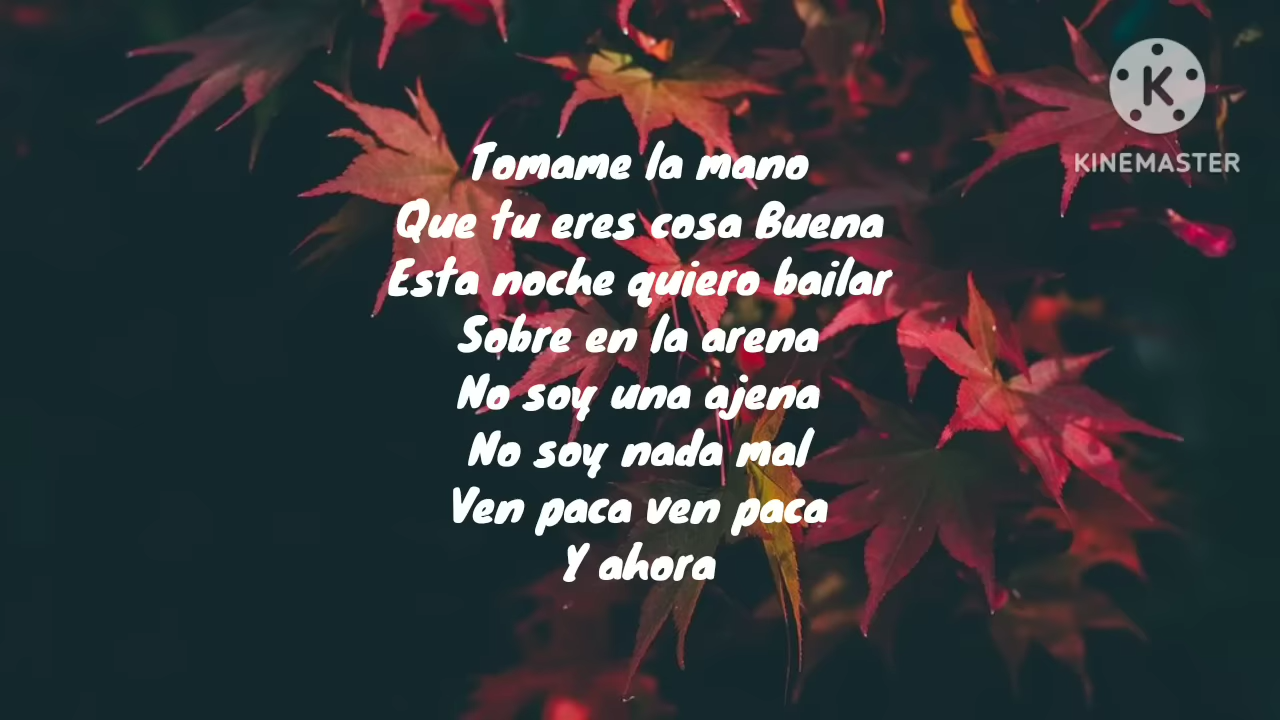 Tomame la mano
Que tu eres cosa Buena
Esta noche quiero bailar
Sobre en la arena
No soy una ajena
No soy nada mal
Ven paca ven paca
Y ahora
K
KINEMASTER